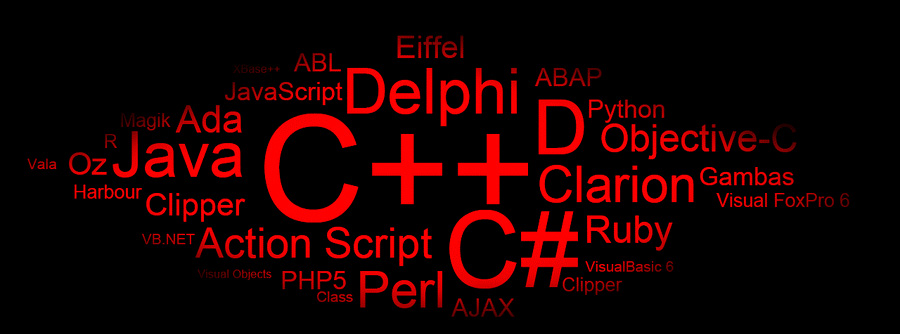 Eiffel
Xbase++
ABL
ABAP
Delphi
JavaScript
Python
Magik
Ada
D
Objective-C
R
C++
Java
Vala
Oz
Clarion
Gambas
Harbour
Visual FoxPro 6
Clipper
Ruby
VB.NET
Action Script
C#
VisualBasic 6
Visual Objects
PHP5
Clipper
Class
Perl
AJAX